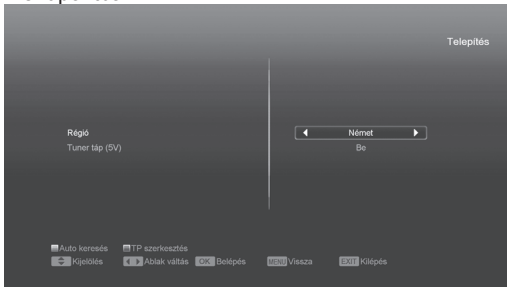 Telepítés
Régió Német
Tuner táp (5V) Be
Auto keresés TP szerkesztés
Kijelölés Ablak váltás OK Belépés MENU Vissza EXIT Kilépés